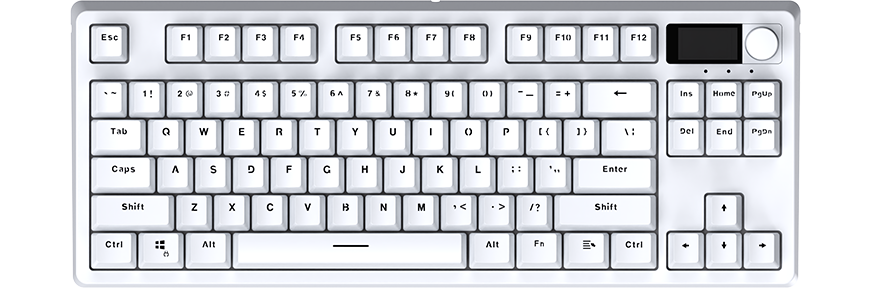 Esc F1 F2 F3 F4 F5 F6 F7 F8 F9 F10 F11 F12
` ~ 1 ! 2 @ 3 # 4 $ 5 % 6 ^ 7 & 8 * 9 ( 0 ) - _ = + ← Ins Home PgUp
Tab Q W E R T Y U I O P [ { ] } \ | Del End PgDn
Caps A S D F G H J K L ; : ' " Enter
Shift Z X C V B N M , < . > / ? Shift ↑
Ctrl Alt Alt Fn Ctrl ← ↓ →